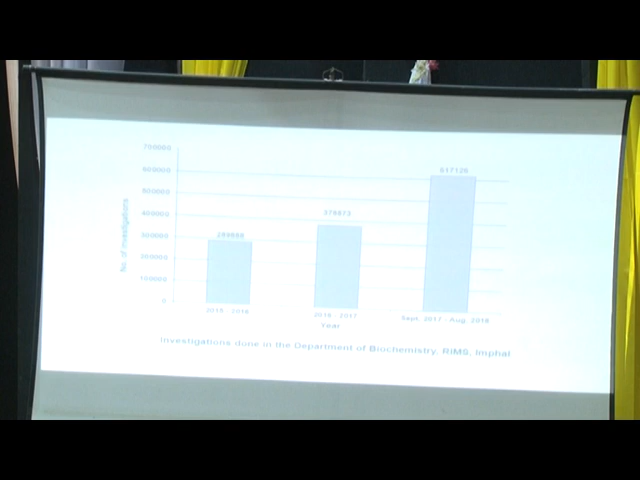 700000
600000
500000
400000
300000
200000
100000
0
No. of investigations
617126
2015 - 2016
2016 - 2017
Sept. 2017 - Aug. 2018
Year
Investigations done in the Department of Biochemistry, RIMS, Imphal